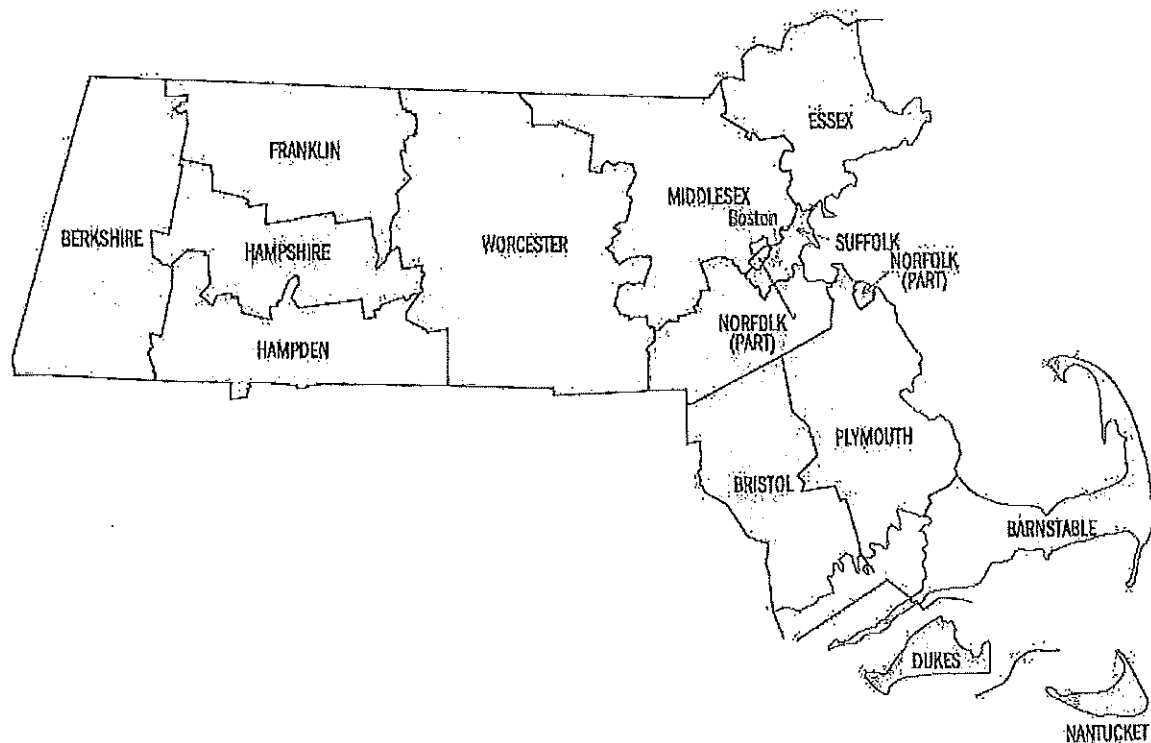 ESSEX
FRANKLIN
MIDDLESEX
Boston
BERKSHIRE
HAMPSHIRE
WORCESTER
SUFFOLK
NORFOLK
(PART)
NORFOLK
(PART)
HAMPDEN
PLYMOUTH
BRISTOL
BARNSTABLE
DUKES
NANTUCKET